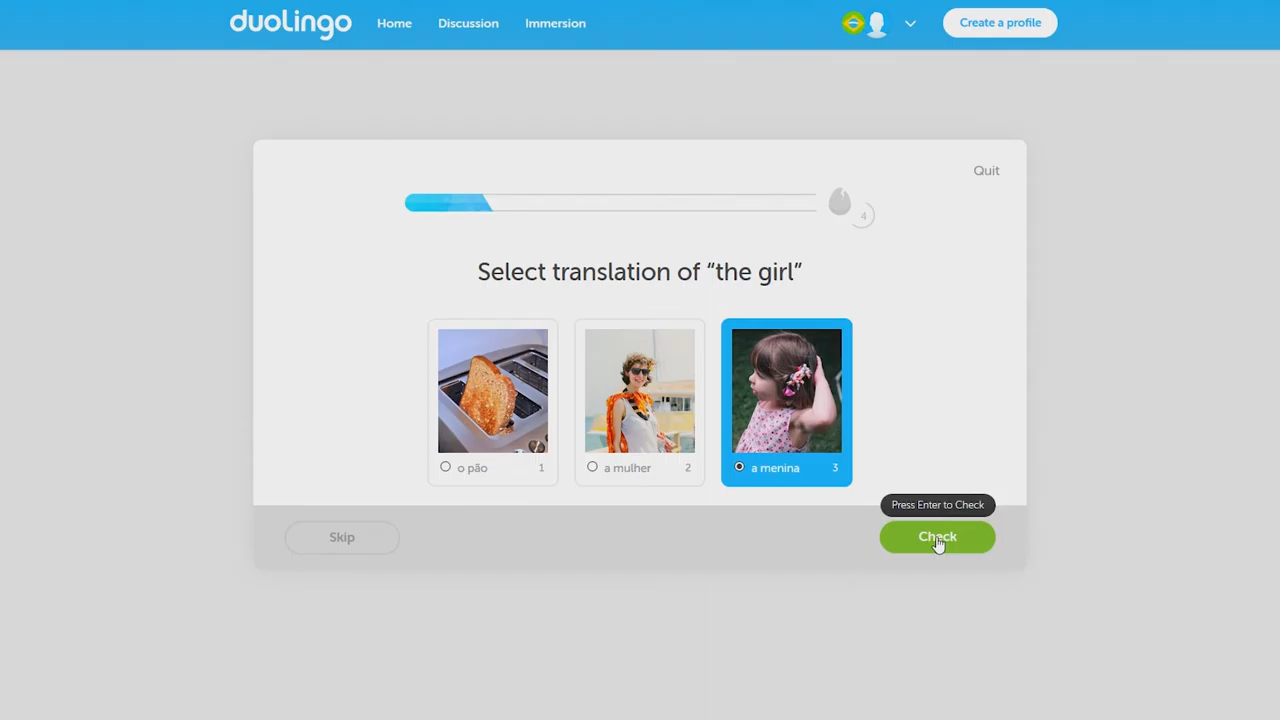 duolingo Home Discussion Immersion Create a profile
Quit
4
Select translation of “the girl”
o pão 1 a mulher 2 a menina 3
Press Enter to Check
Skip Check